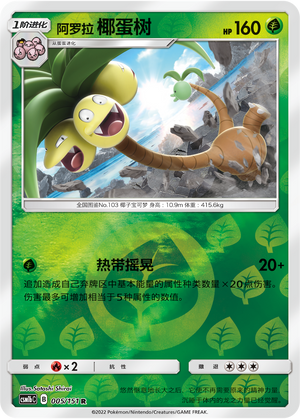 1阶进化
阿罗拉 椰蛋树 HP 160
从蛋蛋进化
全国图鉴No.103 椰子宝可梦 身高：10.9m 体重：415.6kg
热带摇晃 20+
追加造成自己弃牌区中基本能量的属性种类数量×20点伤害。
伤害最多可增加相当于5种属性的数值。
弱点 ×2 抗性
Illus.Satoshi Shirai
csm1bC B 005/151 R
©2022 Pokémon/Nintendo/Creatures/GAME FREAK.